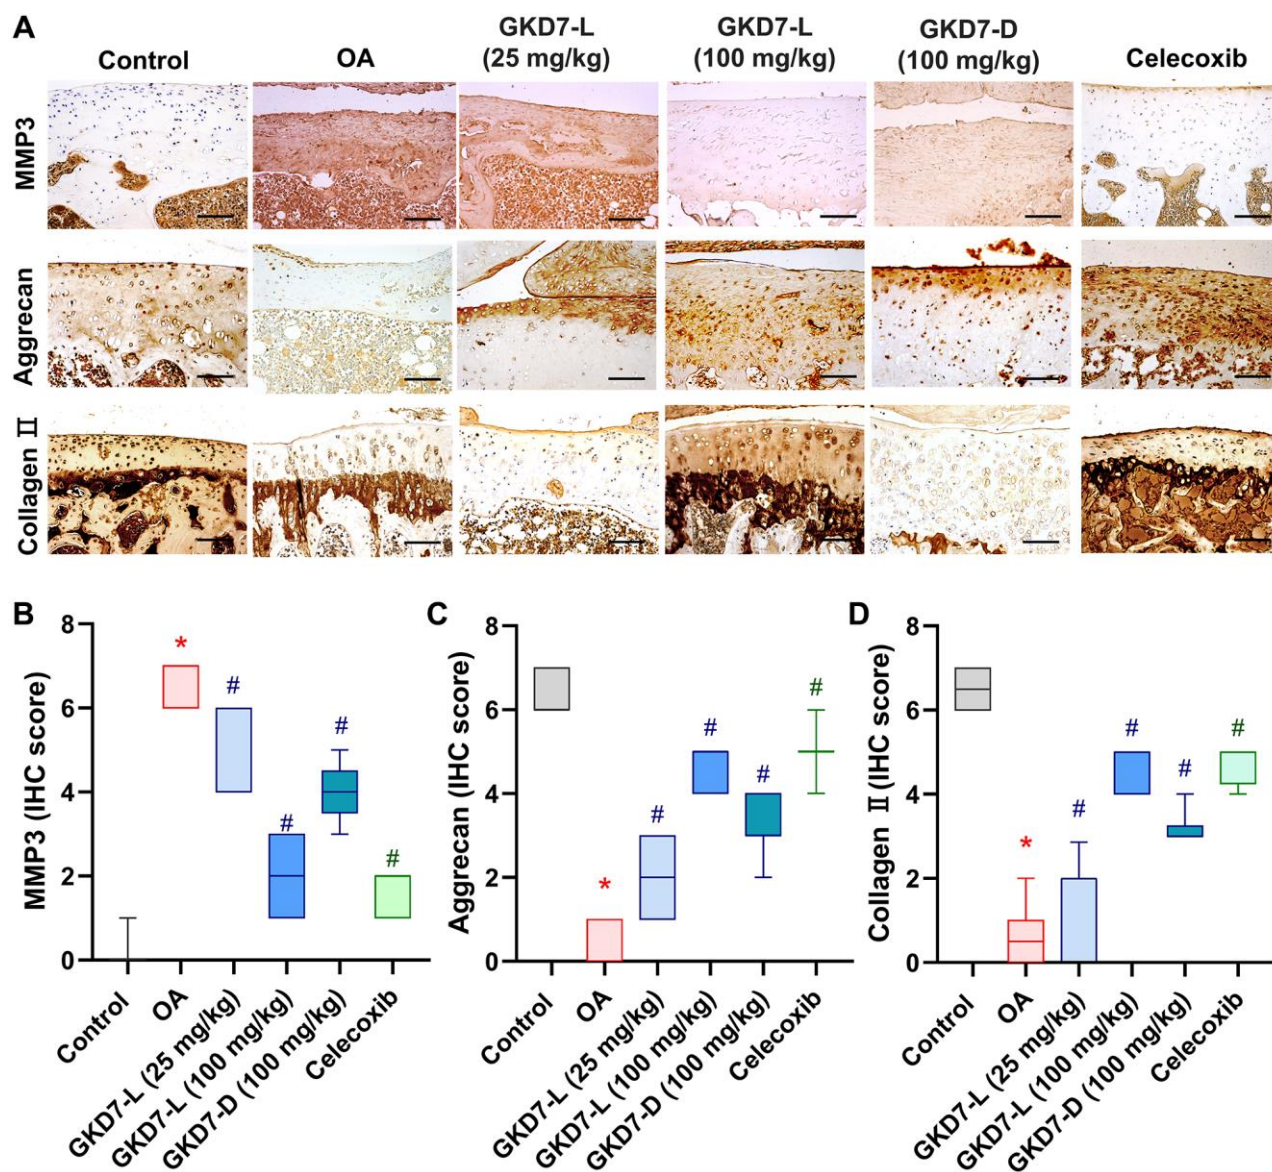 A
Control
OA
GKD7-L
(25 mg/kg)
GKD7-L
(100 mg/kg)
GKD7-D
(100 mg/kg)
Celecoxib
MMP3
Aggrecan
Collagen Ⅱ
B
MMP3 (IHC score)
8
6
4
2
0
*
#
#
#
#
Control
OA
GKD7-L (25 mg/kg)
GKD7-L (100 mg/kg)
GKD7-D (100 mg/kg)
Celecoxib
C
Aggrecan (IHC score)
8
6
4
2
0
*
#
#
#
#
Control
OA
GKD7-L (25 mg/kg)
GKD7-L (100 mg/kg)
GKD7-D (100 mg/kg)
Celecoxib
D
Collagen Ⅱ (IHC score)
8
6
4
2
0
*
#
#
#
#
Control
OA
GKD7-L (25 mg/kg)
GKD7-L (100 mg/kg)
GKD7-D (100 mg/kg)
Celecoxib